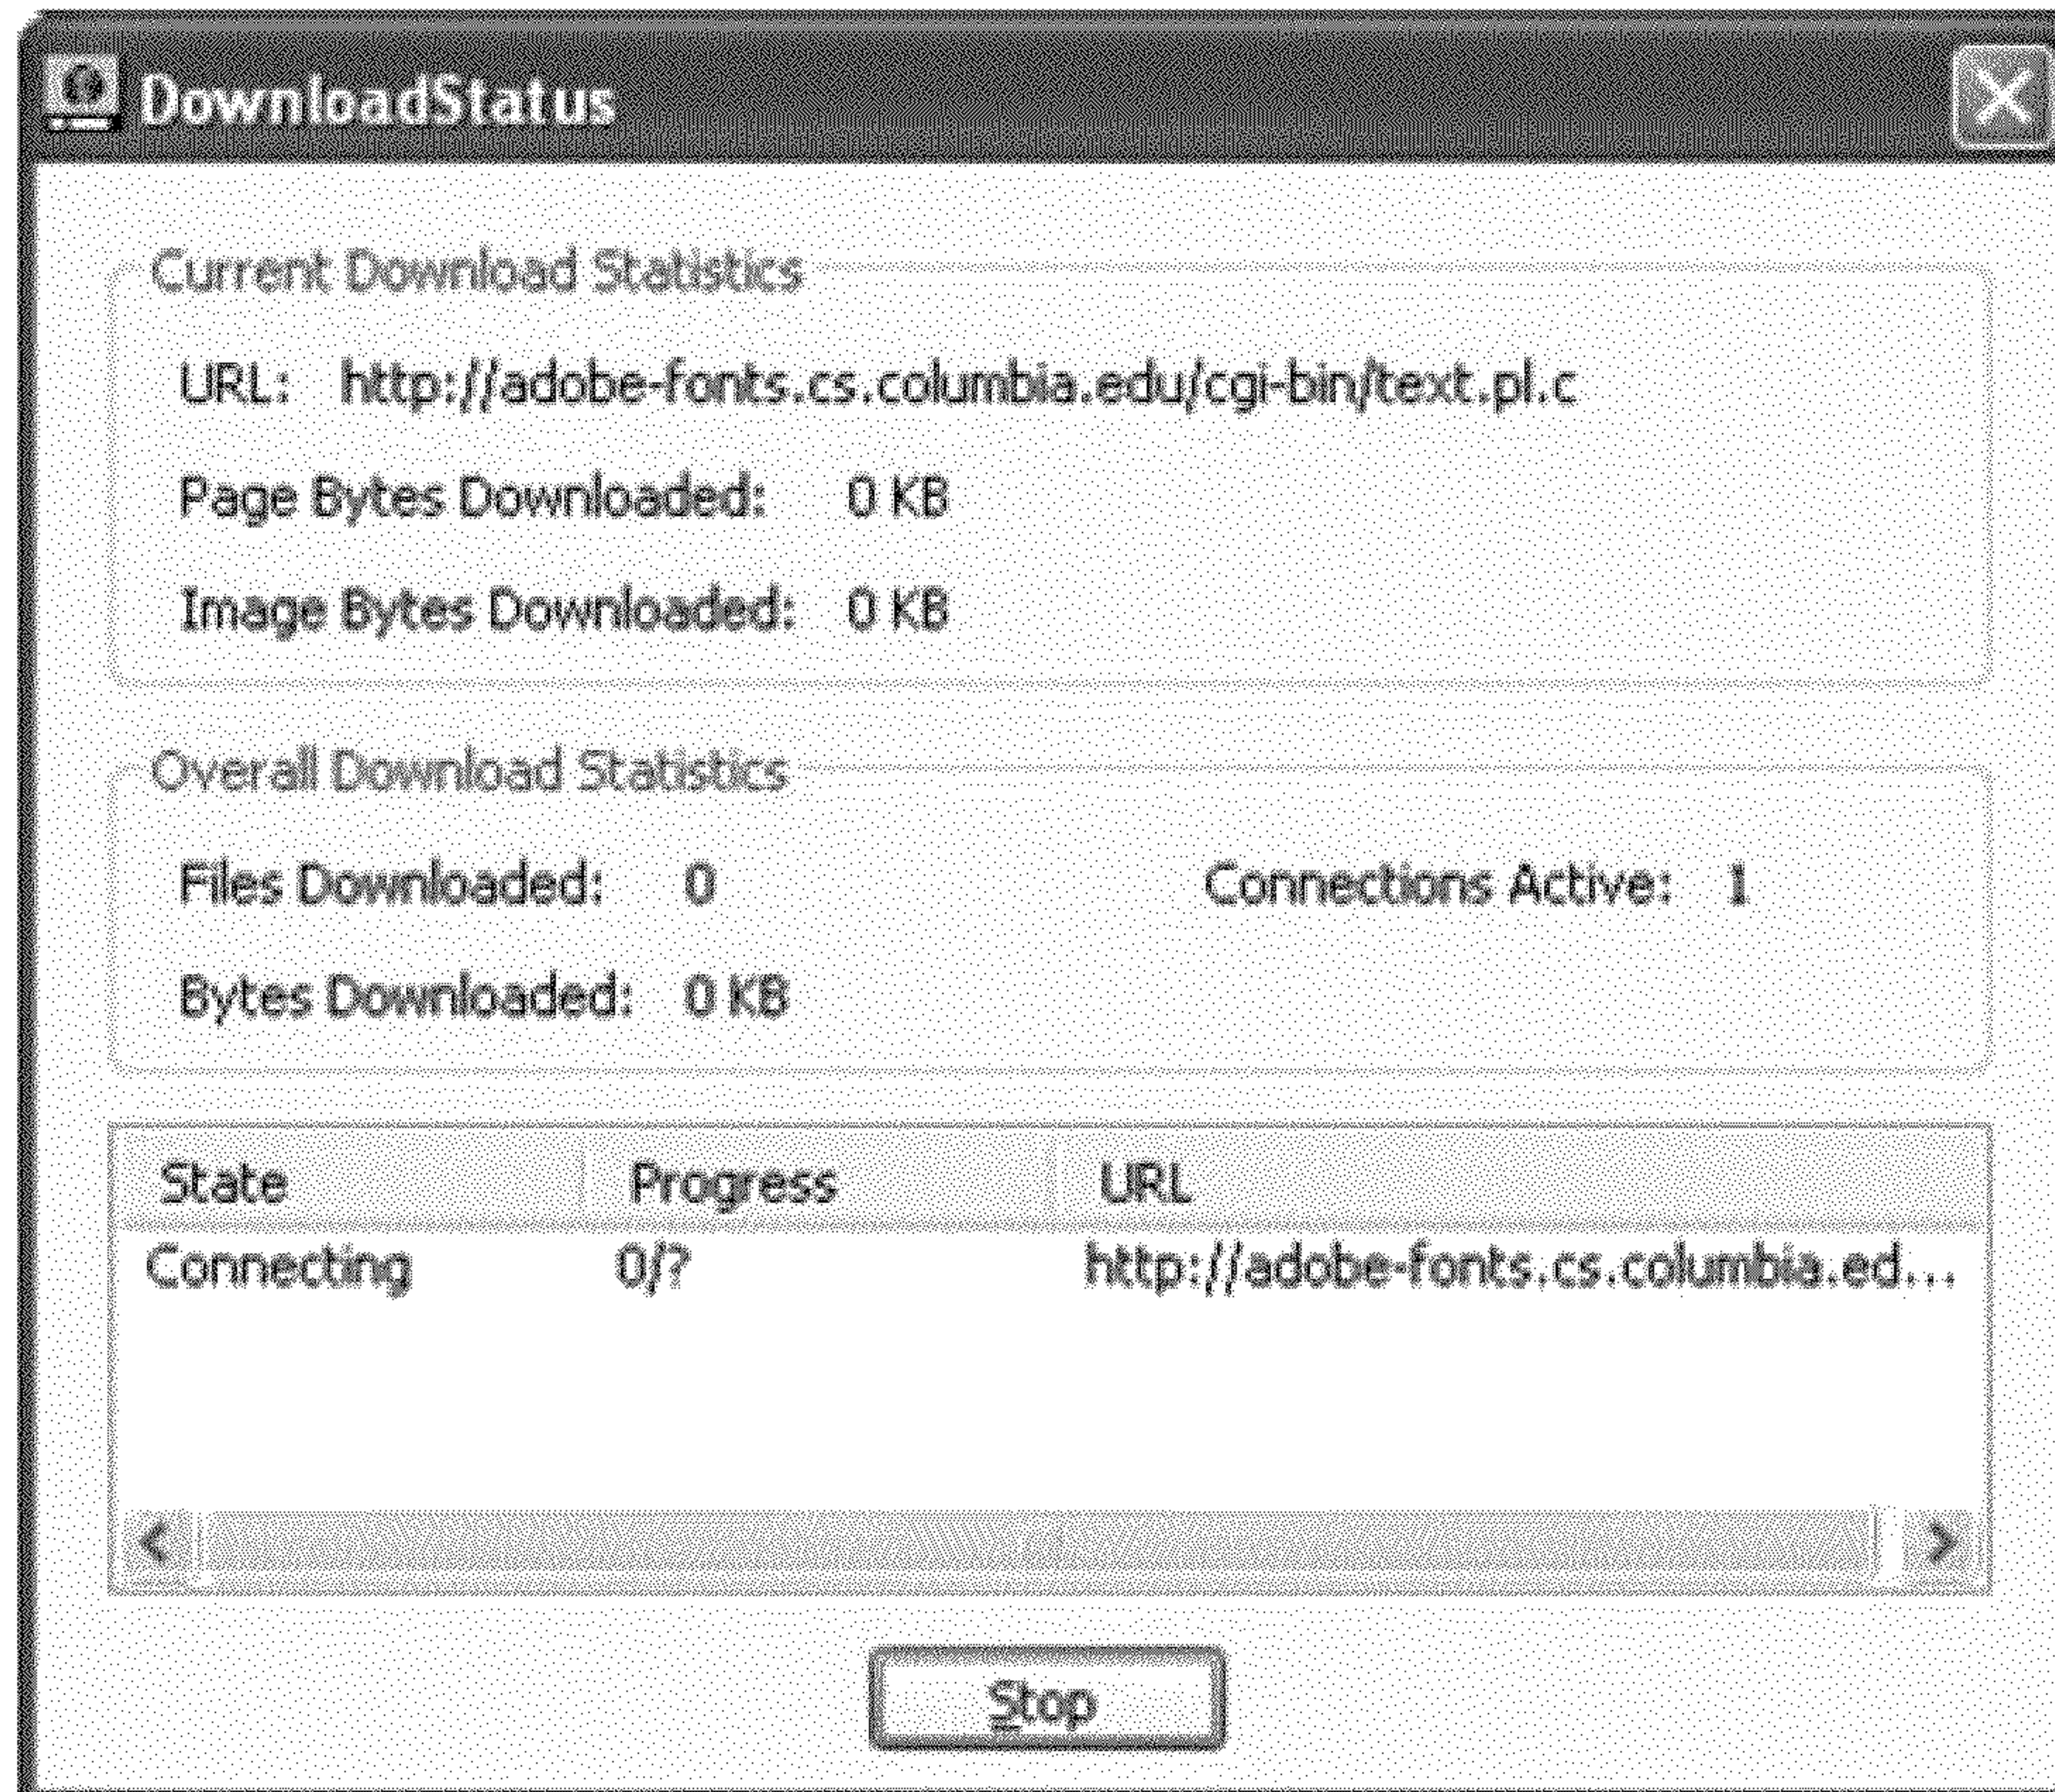 DownloadStatus
Current Download Statistics
URL: http://adobe-fonts.cs.columbia.edu/cgi-bin/text.pl.c
Page Bytes Downloaded: 0 KB
Image Bytes Downloaded: 0 KB
Overall Download Statistics
Files Downloaded: 0 Connections Active: 1
Bytes Downloaded: 0 KB
State Progress URL
Connecting 0/? http://adobe-fonts.cs.columbia.ed...
Stop